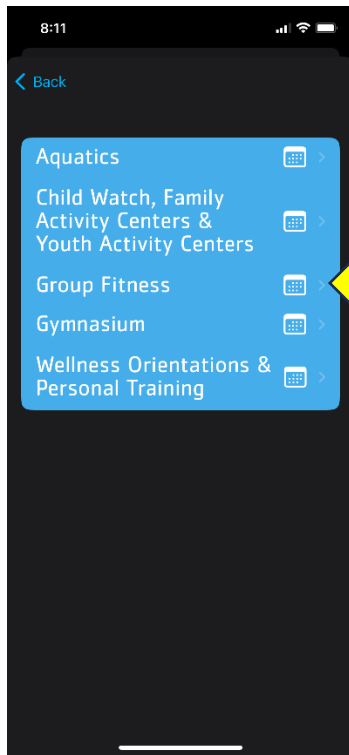 8:11
Back
Aquatics
Child Watch, Family
Activity Centers &
Youth Activity Centers
Group Fitness
Gymnasium
Wellness Orientations &
Personal Training